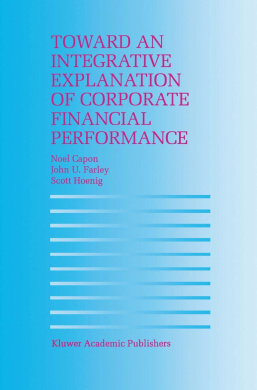 TOWARD AN
INTEGRATIVE
EXPLANATION
OF CORPORATE
FINANCIAL
PERFORMANCE
Noel Capon
John U. Farley
Scott Hoenig
Kluwer Academic Publishers